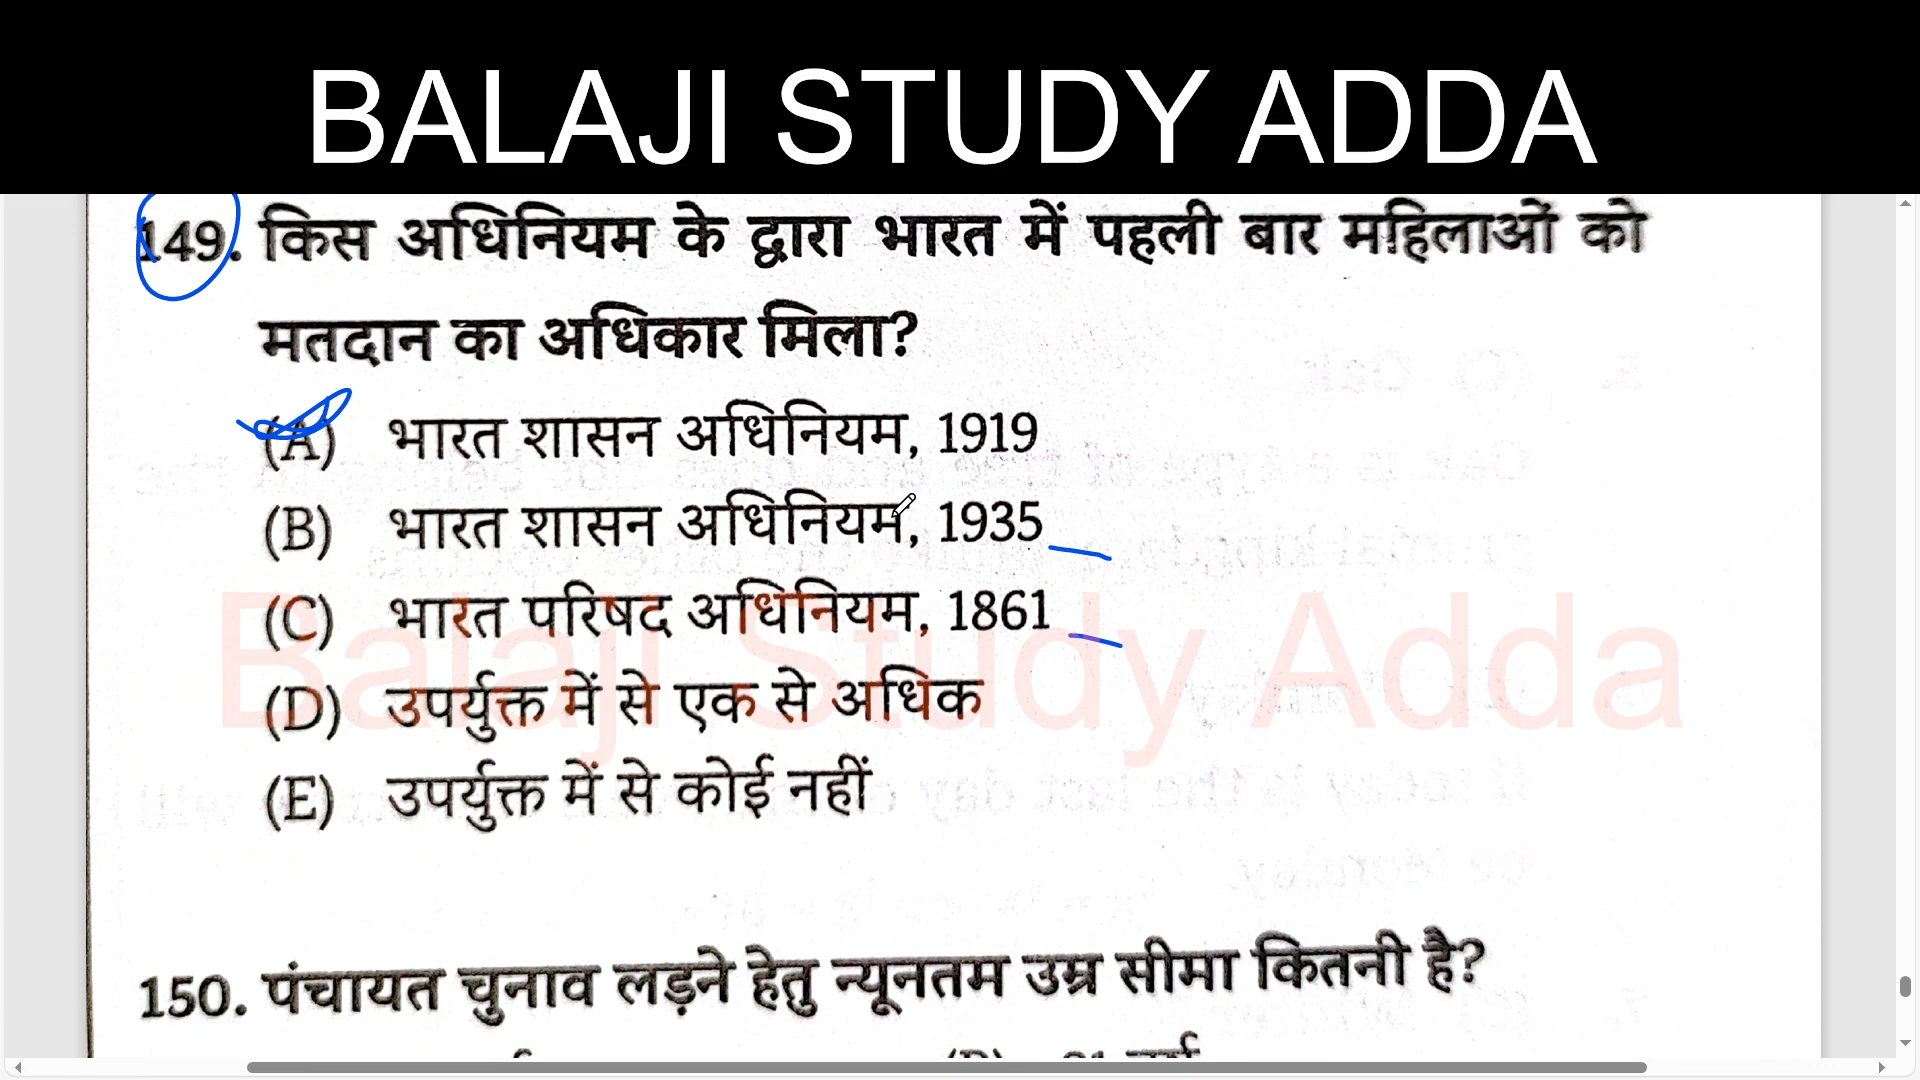 BALAJI STUDY ADDA
149. किस अधिनियम के द्वारा भारत में पहली बार महिलाओं को
मतदान का अधिकार मिला?
(A) भारत शासन अधिनियम, 1919
(B) भारत शासन अधिनियम, 1935
(C) भारत परिषद अधिनियम, 1861
Balaji Study Adda
(D) उपर्युक्त में से एक से अधिक
(E) उपर्युक्त में से कोई नहीं
150. पंचायत चुनाव लड़ने हेतु न्यूनतम उम्र सीमा कितनी है?